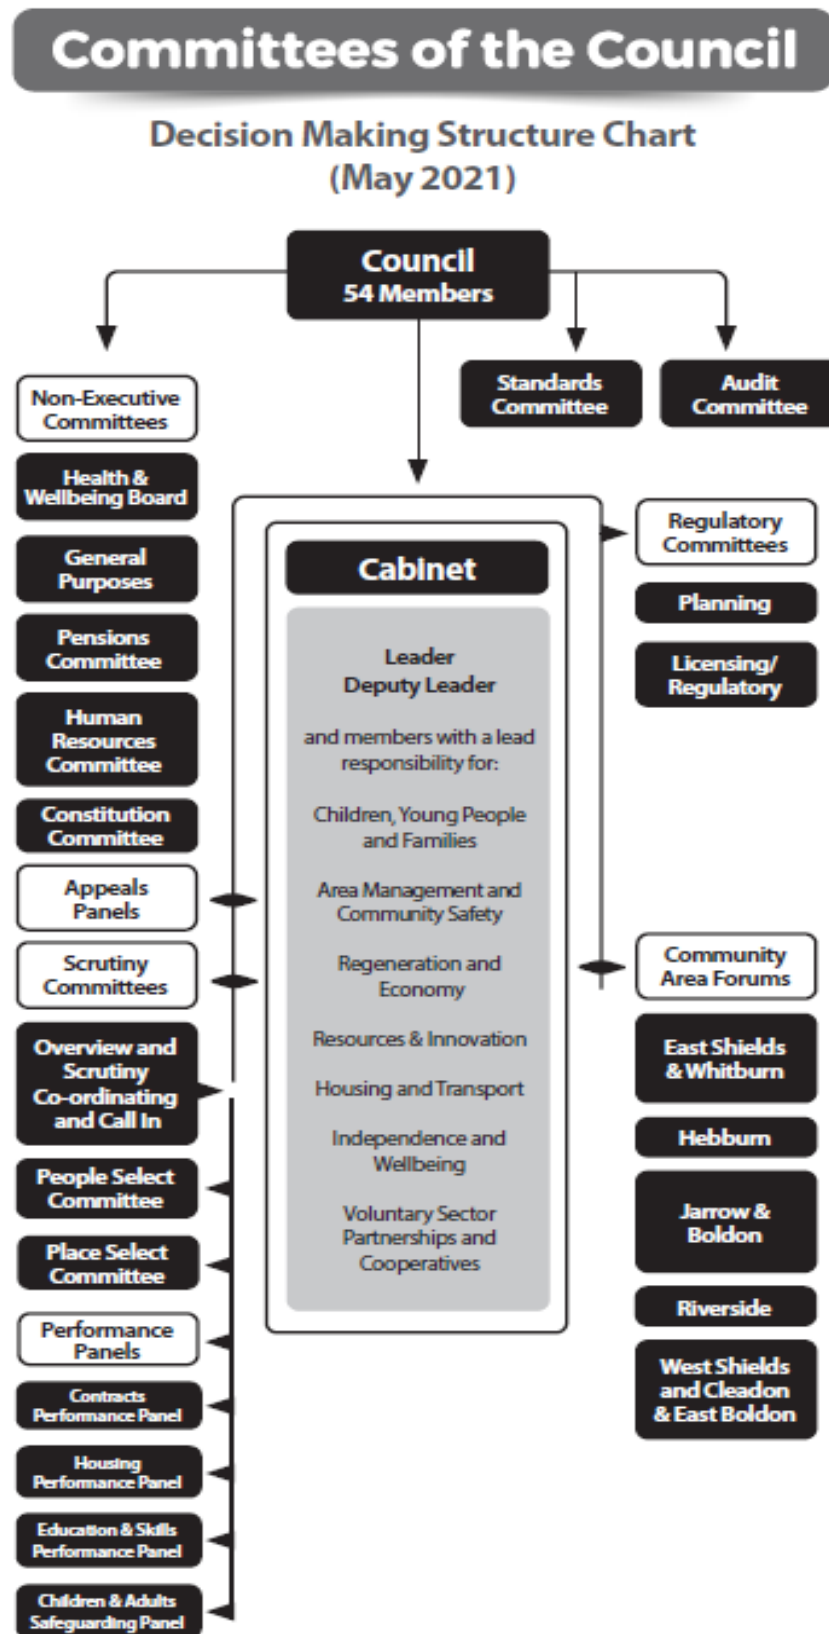 Committees of the Council
Decision Making Structure Chart
(May 2021)
Council
54 Members
Standards
Committee
Audit
Committee
Non-Executive
Committees
Health &
Wellbeing Board
General
Purposes
Pensions
Committee
Human
Resources
Committee
Constitution
Committee
Appeals
Panels
Scrutiny
Committees
Overview and
Scrutiny
Co-ordinating
and Call In
People Select
Committee
Place Select
Committee
Performance
Panels
Contracts
Performance Panel
Housing
Performance Panel
Education & Skills
Performance Panel
Children & Adults
Safeguarding Panel
Cabinet
Leader
Deputy Leader
and members with a lead
responsibility for:
Children, Young People
and Families
Area Management and
Community Safety
Regeneration and
Economy
Resources & Innovation
Housing and Transport
Independence and
Wellbeing
Voluntary Sector
Partnerships and
Cooperatives
Regulatory
Committees
Planning
Licensing/
Regulatory
Community
Area Forums
East Shields
& Whitburn
Hebburn
Jarrow &
Boldon
Riverside
West Shields
and Cleadon
& East Boldon